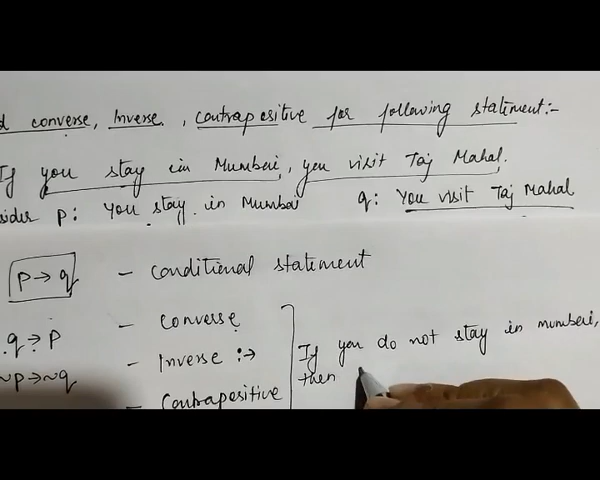 converse, Inverse, Contrapositive for following statement:-
If you stay in Mumbai, you visit Taj Mahal.
p: You stay in Mumbai q: You visit Taj Mahal
p→q - Conditional statement
q→p - Converse
~p→~q - Inverse :→
- Contrapositive
If you do not stay in mumbai,
then